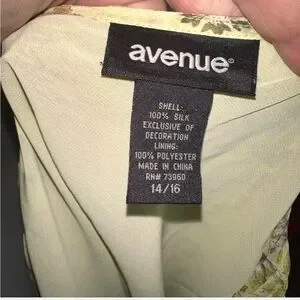 avenue®
SHELL:
100% SILK
EXCLUSIVE OF
DECORATION
LINING:
100% POLYESTER
MADE IN CHINA
RN# 73960
14/16